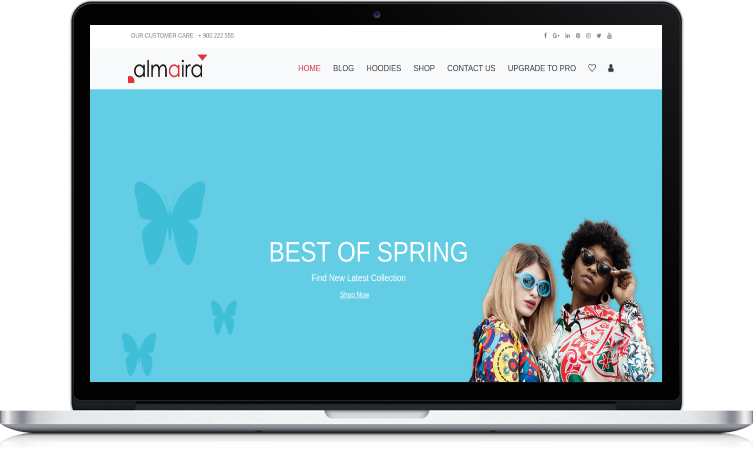 OUR CUSTOMER CARE : + 900 222 555
almaira
HOME BLOG HOODIES SHOP CONTACT US UPGRADE TO PRO
BEST OF SPRING
Find New Latest Collection
Shop Now